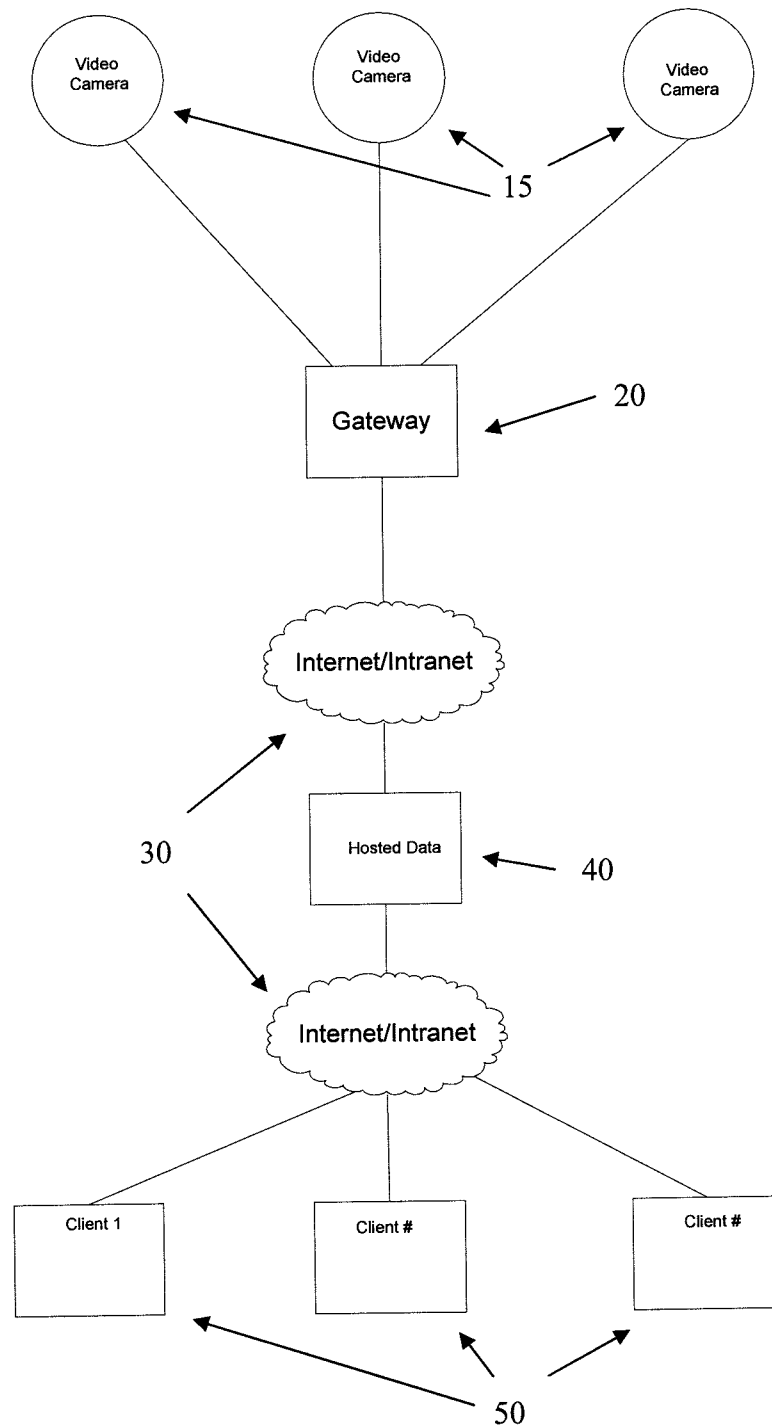 Video
Camera
Video
Camera
Video
Camera
15
Gateway
20
Internet/Intranet
Hosted Data
30
40
Internet/Intranet
Client 1
Client #
Client #
50